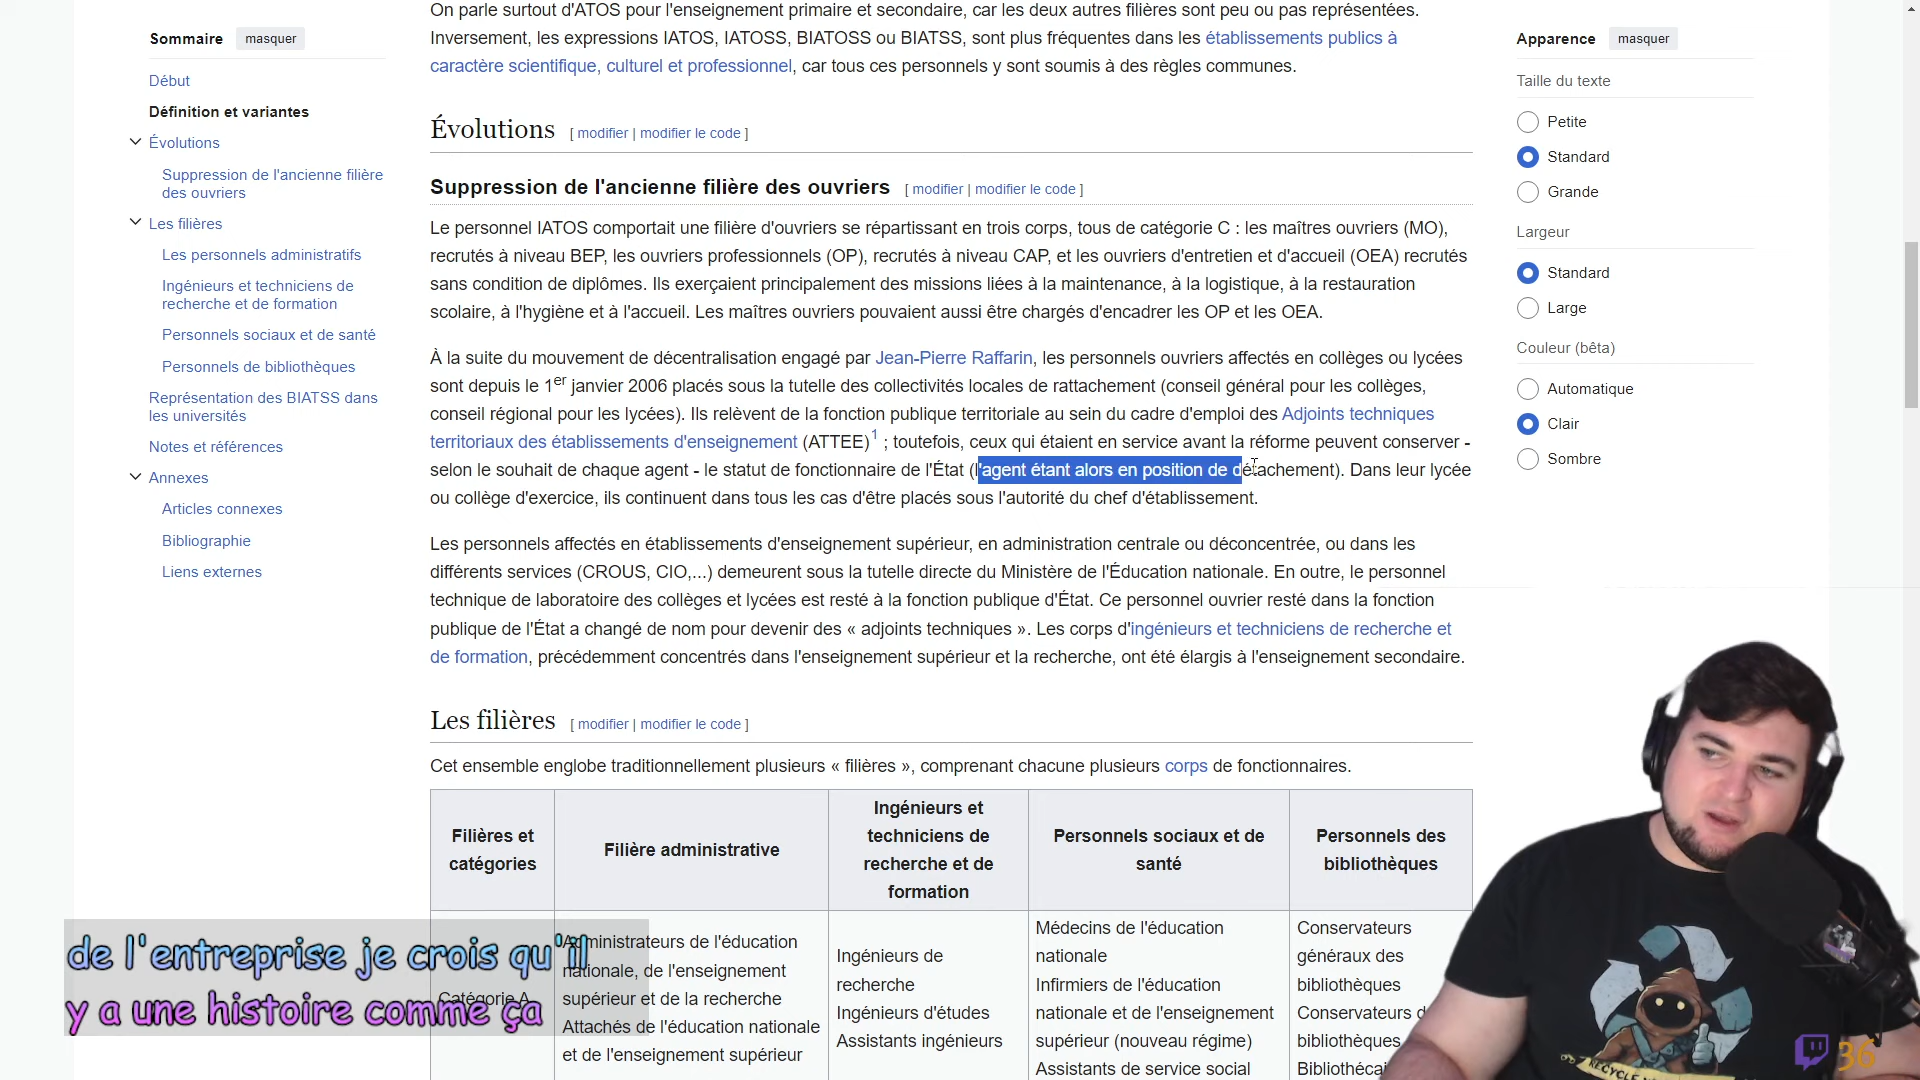 On parle surtout d'ATOS pour l'enseignement primaire et secondaire, car les deux autres filières sont peu ou pas représentées.
Inversement, les expressions IATOS, IATOSS, BIATOSS ou BIATSS, sont plus fréquentes dans les établissements publics à
caractère scientifique, culturel et professionnel, car tous ces personnels y sont soumis à des règles communes.
Sommaire masquer
Début
Définition et variantes
Évolutions
Suppression de l'ancienne filière
des ouvriers
Les filières
Les personnels administratifs
Ingénieurs et techniciens de
recherche et de formation
Personnels sociaux et de santé
Personnels de bibliothèques
Représentation des BIATSS dans
les universités
Notes et références
Annexes
Articles connexes
Bibliographie
Liens externes
Évolutions [ modifier | modifier le code ]
Suppression de l'ancienne filière des ouvriers [ modifier | modifier le code ]
Le personnel IATOS comportait une filière d'ouvriers se répartissant en trois corps, tous de catégorie C : les maîtres ouvriers (MO),
recrutés à niveau BEP, les ouvriers professionnels (OP), recrutés à niveau CAP, et les ouvriers d'entretien et d'accueil (OEA) recrutés
sans condition de diplômes. Ils exerçaient principalement des missions liées à la maintenance, à la logistique, à la restauration
scolaire, à l'hygiène et à l'accueil. Les maîtres ouvriers pouvaient aussi être chargés d'encadrer les OP et les OEA.
À la suite du mouvement de décentralisation engagé par Jean-Pierre Raffarin, les personnels ouvriers affectés en collèges ou lycées
sont depuis le 1er janvier 2006 placés sous la tutelle des collectivités locales de rattachement (conseil général pour les collèges,
conseil régional pour les lycées). Ils relèvent de la fonction publique territoriale au sein du cadre d'emploi des Adjoints techniques
territoriaux des établissements d'enseignement (ATTEE)1 ; toutefois, ceux qui étaient en service avant la réforme peuvent conserver -
selon le souhait de chaque agent - le statut de fonctionnaire de l'État (l'agent étant alors en position de détachement). Dans leur lycée
ou collège d'exercice, ils continuent dans tous les cas d'être placés sous l'autorité du chef d'établissement.
Les personnels affectés en établissements d'enseignement supérieur, en administration centrale ou déconcentrée, ou dans les
différents services (CROUS, CIO,...) demeurent sous la tutelle directe du Ministère de l'Éducation nationale. En outre, le personnel
technique de laboratoire des collèges et lycées est resté à la fonction publique d'État. Ce personnel ouvrier resté dans la fonction
publique de l'État a changé de nom pour devenir des « adjoints techniques ». Les corps d'ingénieurs et techniciens de recherche et
de formation, précédemment concentrés dans l'enseignement supérieur et la recherche, ont été élargis à l'enseignement secondaire.
Les filières [ modifier | modifier le code ]
Cet ensemble englobe traditionnellement plusieurs « filières », comprenant chacune plusieurs corps de fonctionnaires.
Filières et
catégories
Filière administrative
Ingénieurs et
techniciens de
recherche et de
formation
Personnels sociaux et de
santé
Personnels des
bibliothèques
Catégorie A
Administrateurs de l'éducation
nationale, de l'enseignement
supérieur et de la recherche
Attachés de l'éducation nationale
et de l'enseignement supérieur
Ingénieurs de
recherche
Ingénieurs d'études
Assistants ingénieurs
Médecins de l'éducation
nationale
Infirmiers de l'éducation
nationale et de l'enseignement
supérieur (nouveau régime)
Assistants de service social
Conservateurs
généraux des
bibliothèques
Conservateurs d
bibliothèques
Bibliothécai
Apparence masquer
Taille du texte
Petite
Standard
Grande
Largeur
Standard
Large
Couleur (bêta)
Automatique
Clair
Sombre
de l'entreprise je crois qu'il
y a une histoire comme ça
RECYCLE
36